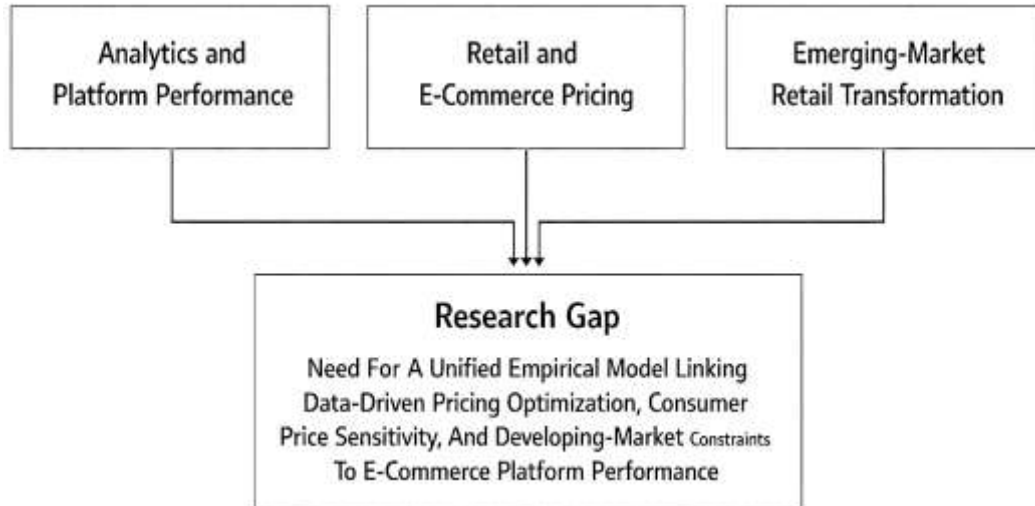 Analytics and
Platform Performance
Retail and
E-Commerce Pricing
Emerging-Market
Retail Transformation
Research Gap
Need For A Unified Empirical Model Linking
Data-Driven Pricing Optimization, Consumer
Price Sensitivity, And Developing-Market Constraints
To E-Commerce Platform Performance